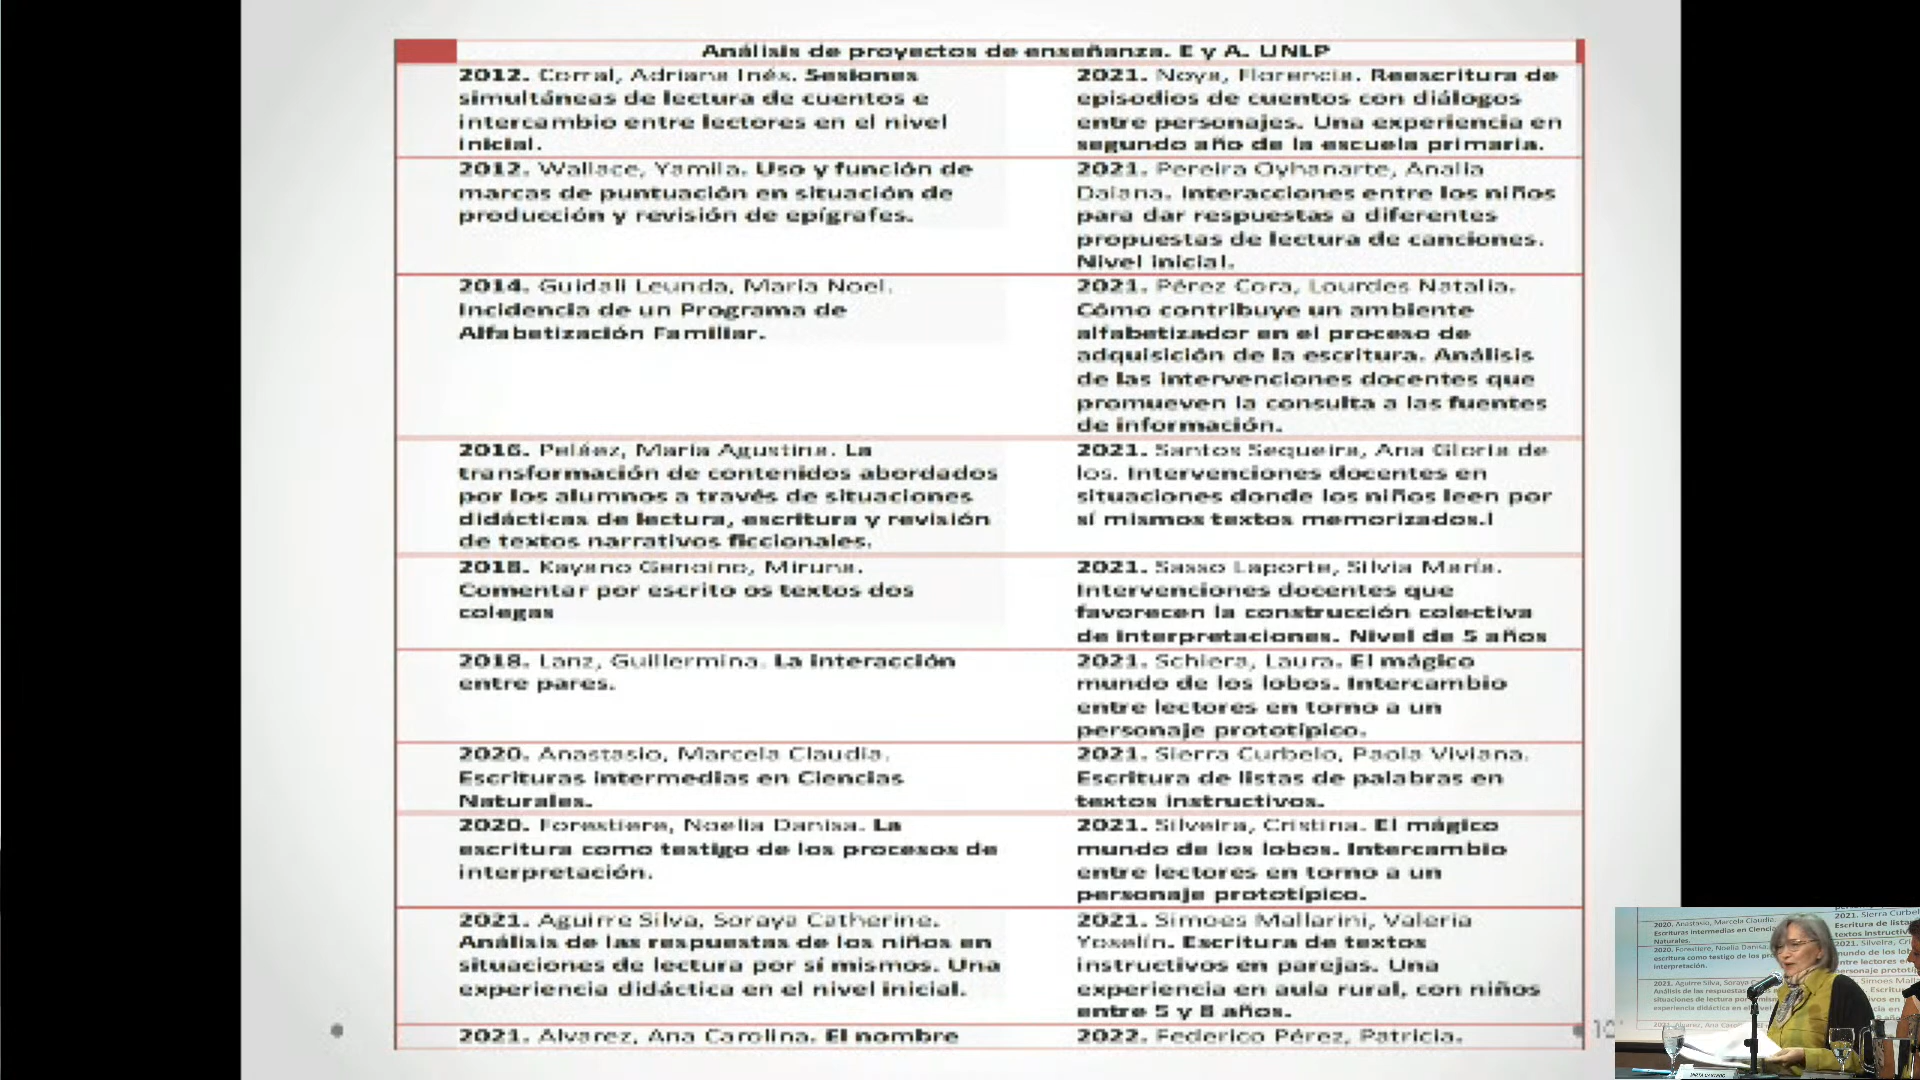 Análisis de proyectos de enseñanza. E y A. UNLP
2012. Corral, Adriana Inés. Sesiones
simultáneas de lectura de cuentos e
intercambio entre lectores en el nivel
inicial.
2021. Noya, Florencia. Reescritura de
episodios de cuentos con diálogos
entre personajes. Una experiencia en
segundo año de la escuela primaria.
2012. Wallace, Yamila. Uso y función de
marcas de puntuación en situación de
producción y revisión de epígrafes.
2021. Pereira Oyhanarte, Analia
Daiana. Interacciones entre los niños
para dar respuestas a diferentes
propuestas de lectura de canciones.
Nivel inicial.
2014. Guidali Leunda, María Noel.
Incidencia de un Programa de
Alfabetización Familiar.
2021. Pérez Cora, Lourdes Natalia.
Cómo contribuye un ambiente
alfabetizador en el proceso de
adquisición de la escritura. Análisis
de las intervenciones docentes que
promueven la consulta a las fuentes
de información.
2016. Peláez, María Agustina. La
transformación de contenidos abordados
por los alumnos a través de situaciones
didácticas de lectura, escritura y revisión
de textos narrativos ficcionales.
2021. Santos Sequeira, Ana Gloria de
los. Intervenciones docentes en
situaciones donde los niños leen por
sí mismos textos memorizados.l
2018. Kayano Genoino, Miruna.
Comentar por escrito os textos dos
colegas
2021. Sasso Laporte, Silvia María.
Intervenciones docentes que
favorecen la construcción colectiva
de interpretaciones. Nivel de 5 años
2018. Lanz, Guillermina. La interacción
entre pares.
2021. Schiera, Laura. El mágico
mundo de los lobos. Intercambio
entre lectores en torno a un
personaje prototípico.
2020. Anastasio, Marcela Claudia.
Escrituras intermedias en Ciencias
Naturales.
2021. Sierra Curbelo, Paola Viviana.
Escritura de listas de palabras en
textos instructivos.
2020. Forestiere, Noelia Danisa. La
escritura como testigo de los procesos de
interpretación.
2021. Silveira, Cristina. El mágico
mundo de los lobos. Intercambio
entre lectores en torno a un
personaje prototípico.
2021. Aguirre Silva, Soraya Catherine.
Análisis de las respuestas de los niños en
situaciones de lectura por sí mismos. Una
experiencia didáctica en el nivel inicial.
2021. Simoes Mallarini, Valeria
Yoselín. Escritura de textos
instructivos en parejas. Una
experiencia en aula rural, con niños
entre 5 y 8 años.
2021. Alvarez, Ana Carolina. El nombre
2022. Federico Pérez, Patricia.